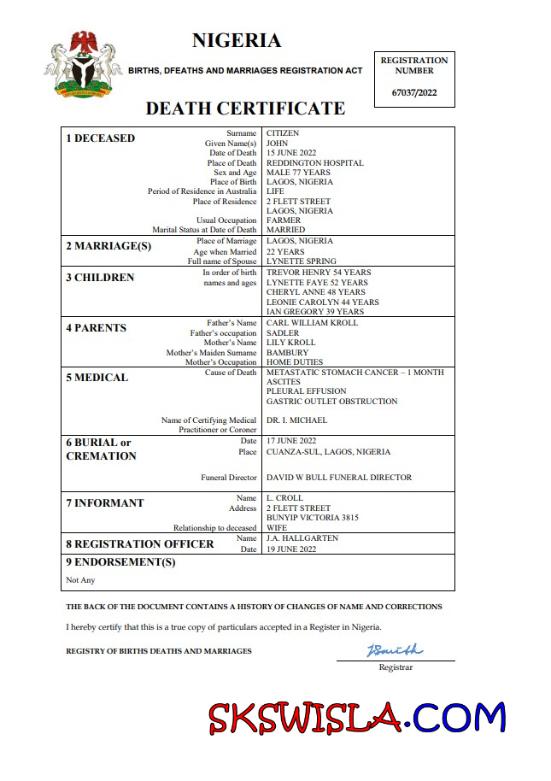 NIGERIA
BIRTHS, DFEATHS AND MARRIAGES REGISTRATION ACT
REGISTRATION
NUMBER
67037/2022
DEATH CERTIFICATE
1 DECEASED
Surname CITIZEN
Given Name(s) JOHN
Date of Death 15 JUNE 2022
Place of Death REDDINGTON HOSPITAL
Sex and Age MALE 77 YEARS
Place of Birth LAGOS, NIGERIA
Period of Residence in Australia LIFE
Place of Residence 2 FLETT STREET
LAGOS, NIGERIA
Usual Occupation FARMER
Marital Status at Date of Death MARRIED
2 MARRIAGE(S)
Place of Marriage LAGOS, NIGERIA
Age when Married 22 YEARS
Full name of Spouse LYNETTE SPRING
3 CHILDREN
In order of birth TREVOR HENRY 54 YEARS
names and ages LYNETTE FAYE 52 YEARS
CHERYL ANNE 48 YEARS
LEONIE CAROLYN 44 YEARS
IAN GREGORY 39 YEARS
4 PARENTS
Father's Name CARL WILLIAM KROLL
Father's occupation SADLER
Mother's Name LILY KROLL
Mother's Maiden Surname BAMBURY
Mother's Occupation HOME DUTIES
5 MEDICAL
Cause of Death METASTATIC STOMACH CANCER – 1 MONTH
ASCITES
PLEURAL EFFUSION
GASTRIC OUTLET OBSTRUCTION
Name of Certifying Medical DR. I. MICHAEL
Practitioner or Coroner
6 BURIAL or
CREMATION
Date 17 JUNE 2022
Place CUANZA-SUL, LAGOS, NIGERIA
Funeral Director DAVID W BULL FUNERAL DIRECTOR
7 INFORMANT
Name L. CROLL
Address 2 FLETT STREET
BUNYIP VICTORIA 3815
Relationship to deceased WIFE
8 REGISTRATION OFFICER
Name J.A. HALLGARTEN
Date 19 JUNE 2022
9 ENDORSEMENT(S)
Not Any
THE BACK OF THE DOCUMENT CONTAINS A HISTORY OF CHANGES OF NAME AND CORRECTIONS
I hereby certify that this is a true copy of particulars accepted in a Register in Nigeria.
REGISTRY OF BIRTHS DEATHS AND MARRIAGES
JSmith
Registrar
SKSWISLA.COM